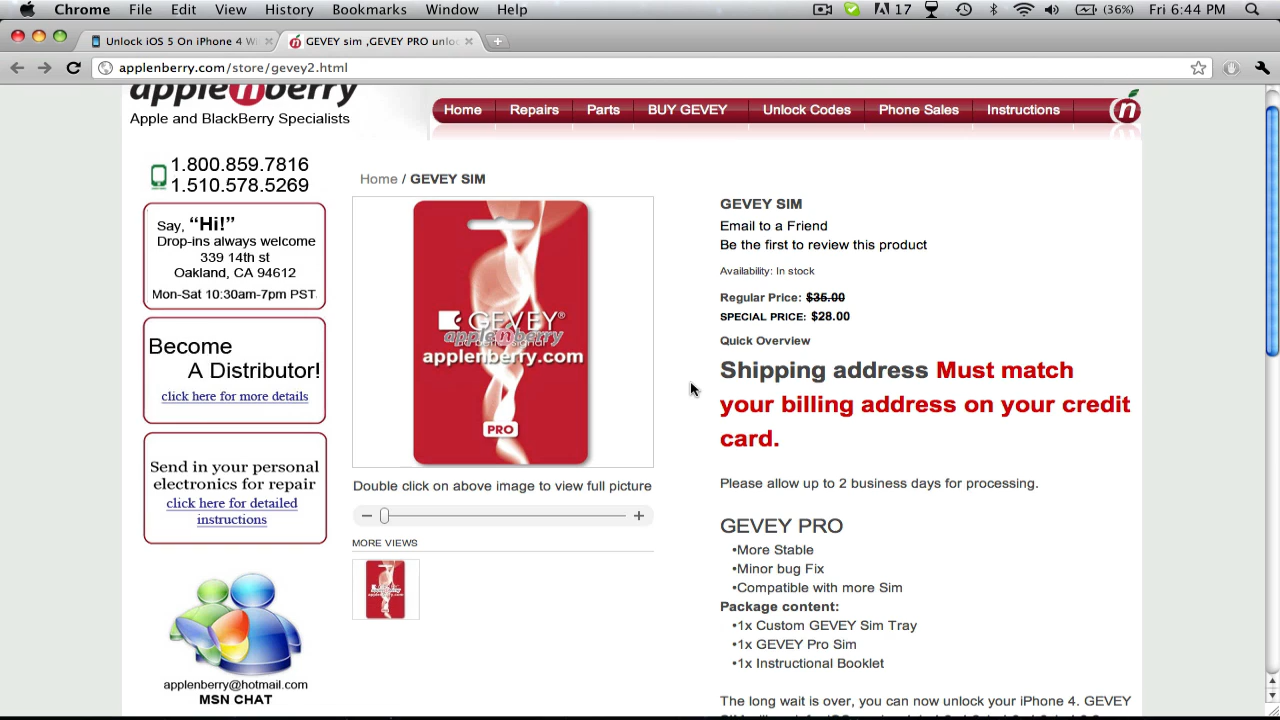 Chrome File Edit View History Bookmarks Window Help 17 (36%) Fri 6:44 PM
Unlock iOS 5 On iPhone 4 Wi GEVEY sim ,GEVEY PRO unlo
applenberry.com/store/gevey2.html
applenberry
Apple and BlackBerry Specialists
Home Repairs Parts BUY GEVEY Unlock Codes Phone Sales Instructions n
1.800.859.7816
1.510.578.5269
Say, “Hi!”
Drop-ins always welcome
339 14th st
Oakland, CA 94612
Mon-Sat 10:30am-7pm PST.
Become
A Distributor!
click here for more details
Send in your personal
electronics for repair
click here for detailed
instructions
applenberry@hotmail.com
MSN CHAT
Home / GEVEY SIM
GEVEY®
applenberry
applenberry.com
PRO
Double click on above image to view full picture
MORE VIEWS
GEVEY SIM
Email to a Friend
Be the first to review this product
Availability: In stock
Regular Price: $35.00
SPECIAL PRICE: $28.00
Quick Overview
Shipping address Must match
your billing address on your credit
card.
Please allow up to 2 business days for processing.
GEVEY PRO
•More Stable
•Minor bug Fix
•Compatible with more Sim
Package content:
•1x Custom GEVEY Sim Tray
•1x GEVEY Pro Sim
•1x Instructional Booklet
The long wait is over, you can now unlock your iPhone 4. GEVEY